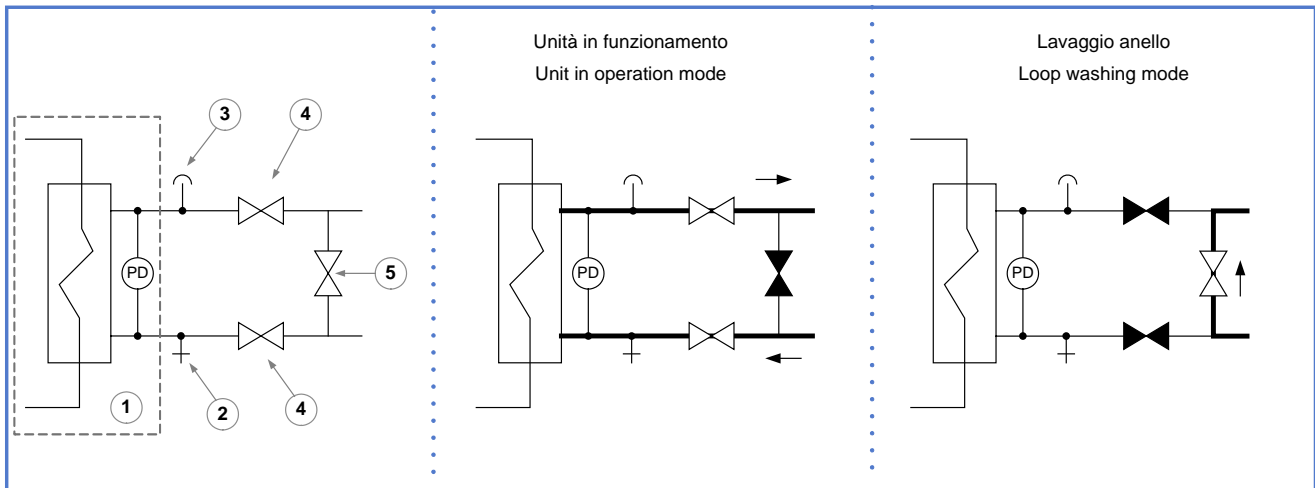 3
4
PD
5
1
2
4
Unità in funzionamento
Unit in operation mode
PD
Lavaggio anello
Loop washing mode
PD